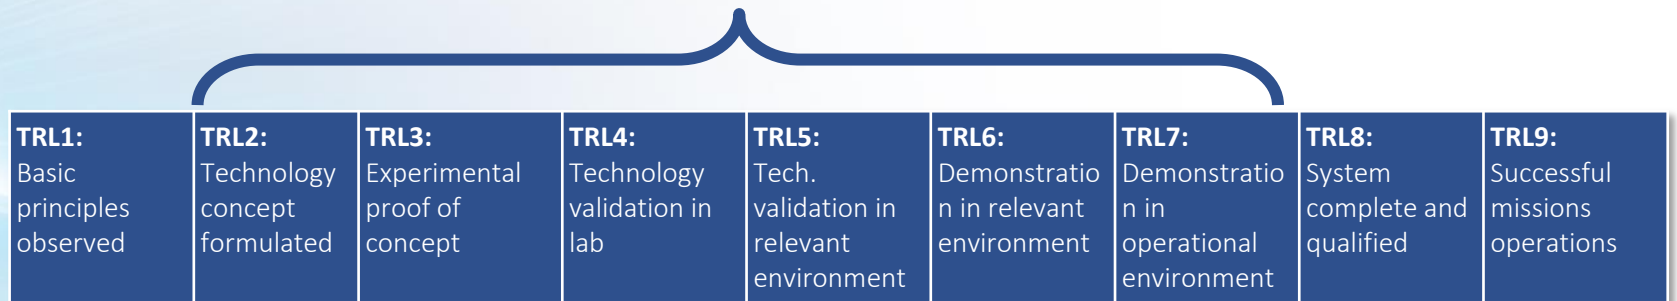 TRL1:
Basic
principles
observed
TRL2:
Technology
concept
formulated
TRL3:
Experimental
proof of
concept
TRL4:
Technology
validation in
lab
TRL5:
Tech.
validation in
relevant
environment
TRL6:
Demonstratio
n in relevant
environment
TRL7:
Demonstratio
n in
operational
environment
TRL8:
System
complete and
qualified
TRL9:
Successful
missions
operations